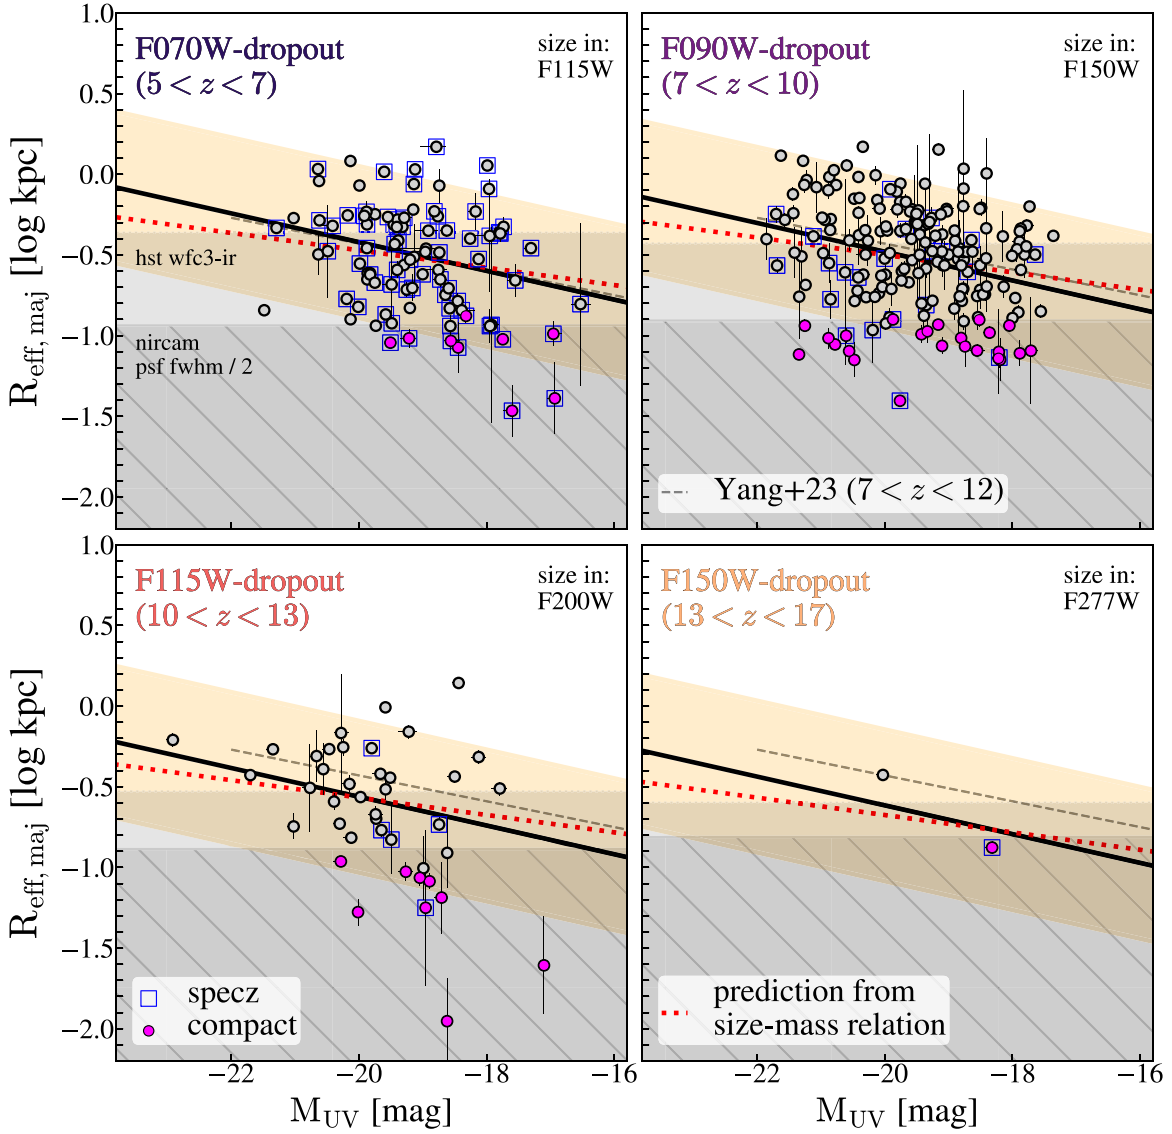 F070W-dropout
(5 < z < 7)
size in:
F115W
hst wfc3-ir
nircam
psf fwhm / 2
1.0
0.5
0.0
−0.5
−1.0
−1.5
−2.0
R_eff, maj [log kpc]
F090W-dropout
(7 < z < 10)
size in:
F150W
Yang+23 (7 < z < 12)
F115W-dropout
(10 < z < 13)
size in:
F200W
specz
compact
1.0
0.5
0.0
−0.5
−1.0
−1.5
−2.0
R_eff, maj [log kpc]
−22
−20
−18
−16
M_UV [mag]
F150W-dropout
(13 < z < 17)
size in:
F277W
prediction from
size-mass relation
−22
−20
−18
−16
M_UV [mag]